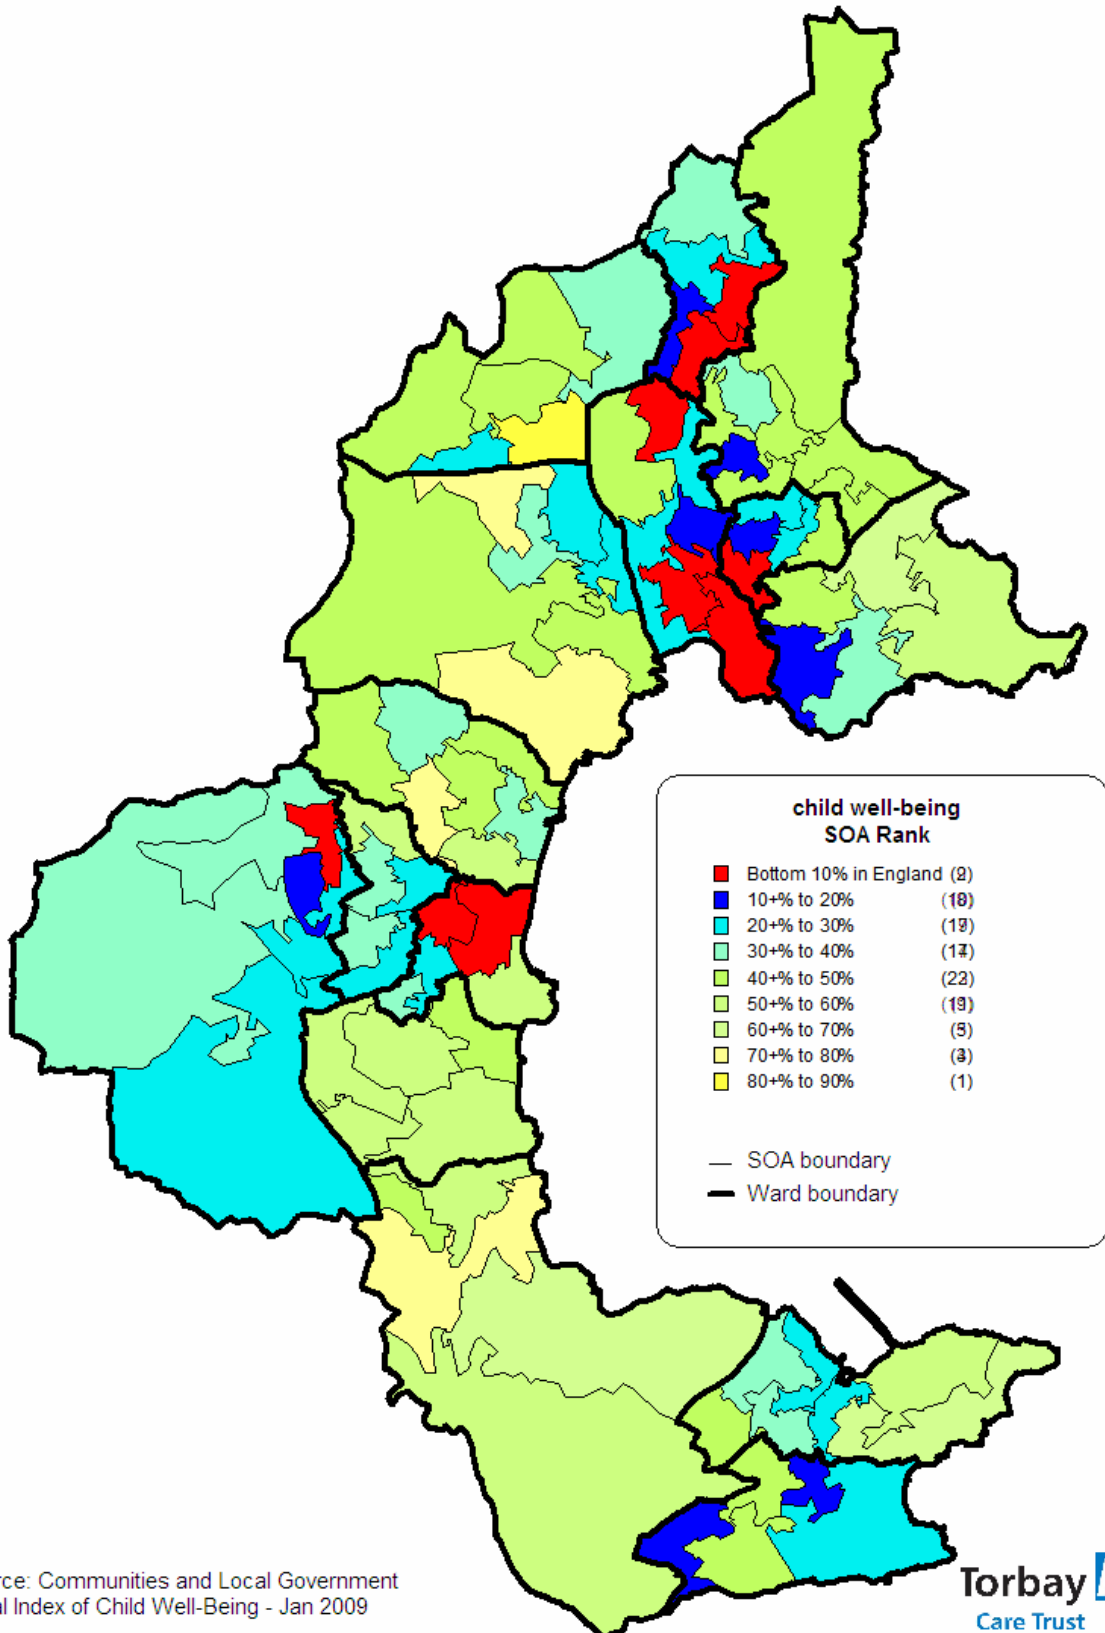 child well-being
SOA Rank
Bottom 10% in England
10+% to 20%
20+% to 30%
30+% to 40%
40+% to 50%
50+% to 60%
60+% to 70%
70+% to 80%
80+% to 90% (1)
SOA boundary
Ward boundary
rce: Communities and Local Government
al Index of Child Well-Being - Jan 2009
Torbay
Care Trust